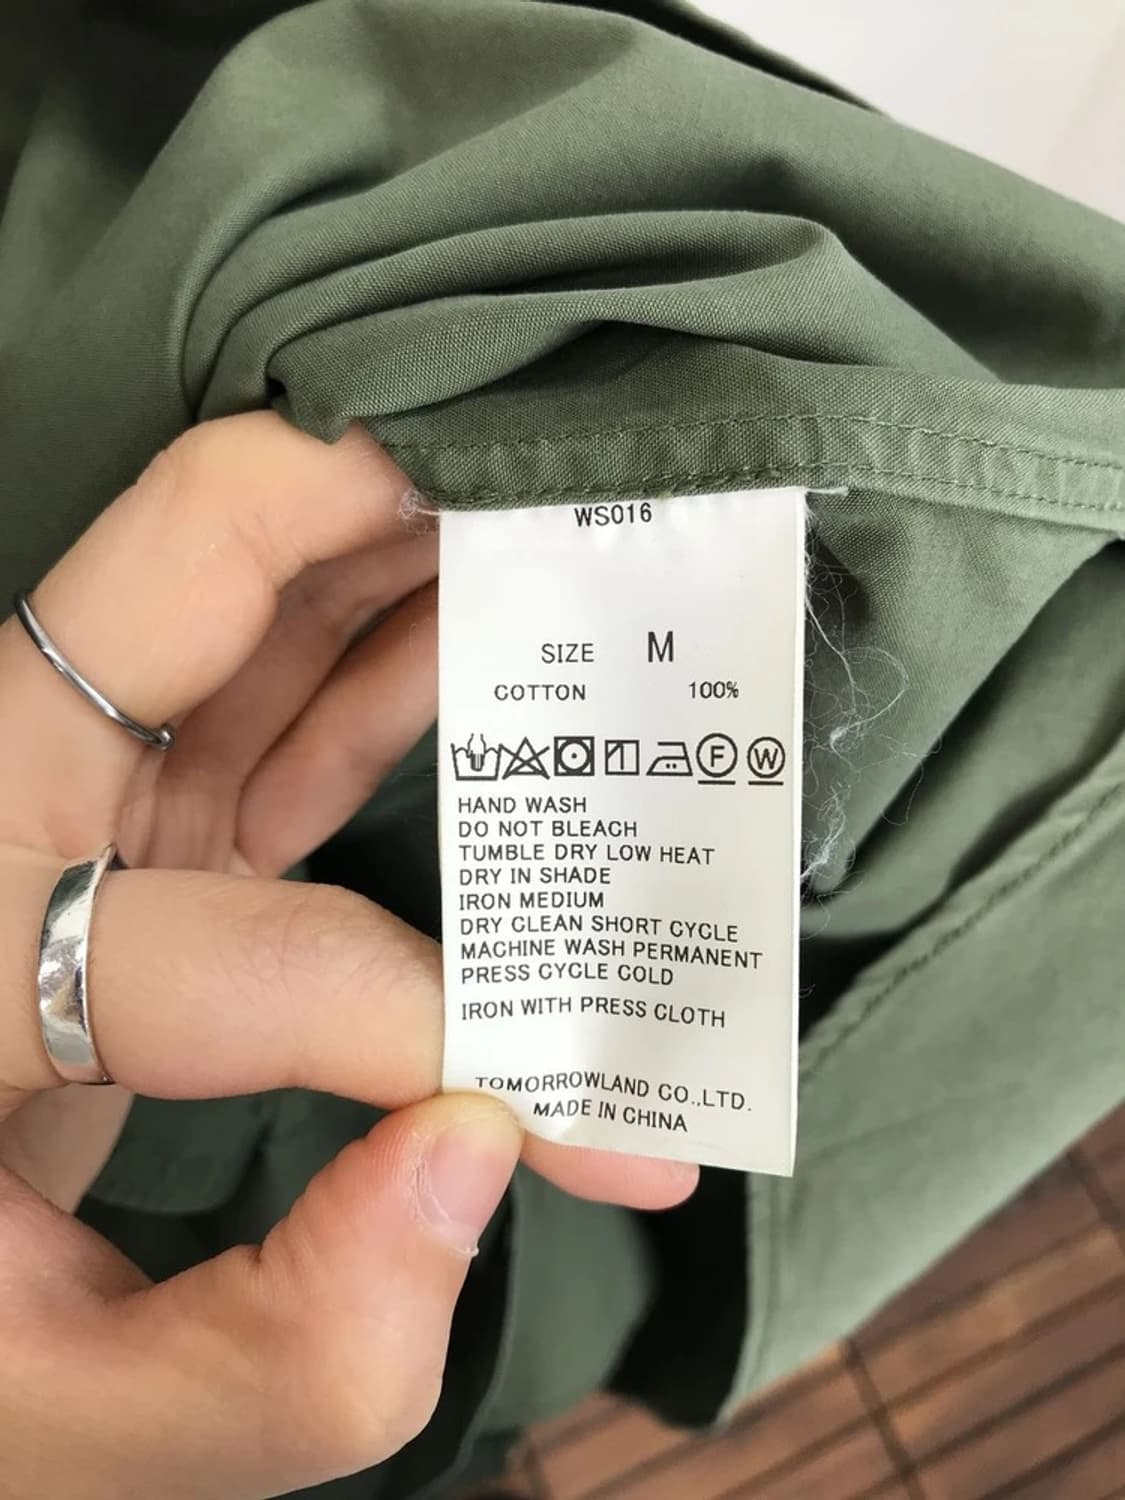 WS016
SIZE M
COTTON 100%
F W
HAND WASH
DO NOT BLEACH
TUMBLE DRY LOW HEAT
DRY IN SHADE
IRON MEDIUM
DRY CLEAN SHORT CYCLE
MACHINE WASH PERMANENT
PRESS CYCLE COLD
IRON WITH PRESS CLOTH
TOMORROWLAND CO.,LTD.
MADE IN CHINA